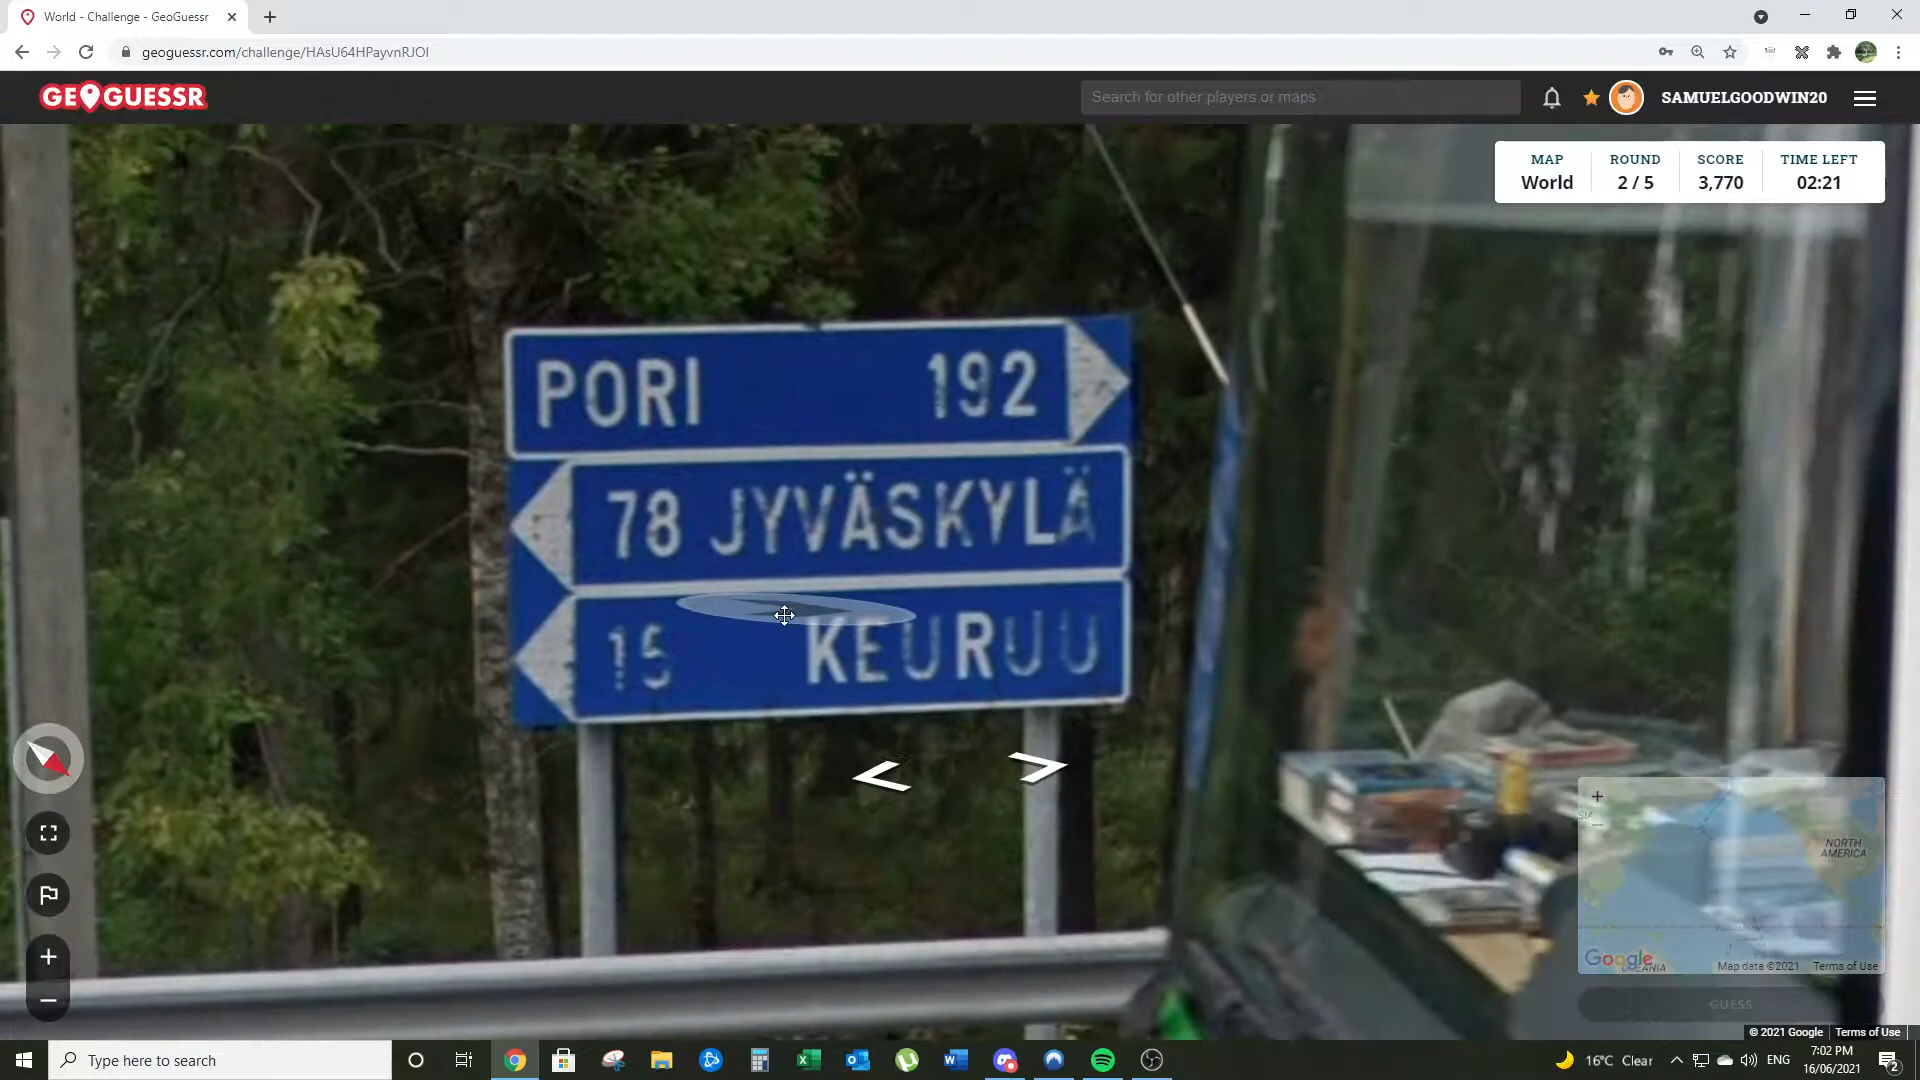 World - Challenge - GeoGuessr
geoguessr.com/challenge/HAsU64HPayvnRJOI
GEOGUESSR
Search for other players or maps
SAMUELGOODWIN20
MAP ROUND SCORE TIME LEFT
World 2 / 5 3,770 02:21
PORI 192
78 JYVÄSKYLÄ
15 KEURUU
NORTH
AMERICA
OCEANIA
Google
Map data ©2021 Terms of Use
GUESS
© 2021 Google Terms of Use
Type here to search
16°C Clear
ENG
7:02 PM
16/06/2021
2